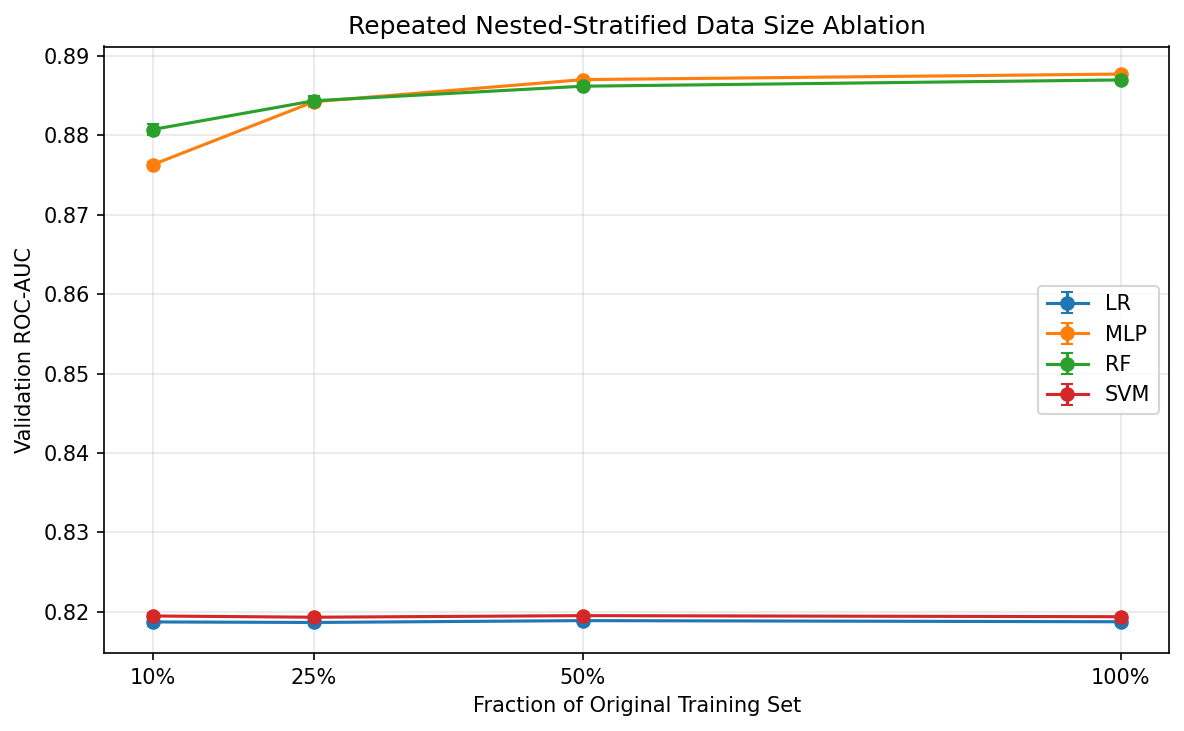 Repeated Nested-Stratified Data Size Ablation
0.89
0.88
0.87
0.86
0.85
0.84
0.83
0.82
Validation ROC-AUC
LR
MLP
RF
SVM
10%
25%
50%
100%
Fraction of Original Training Set